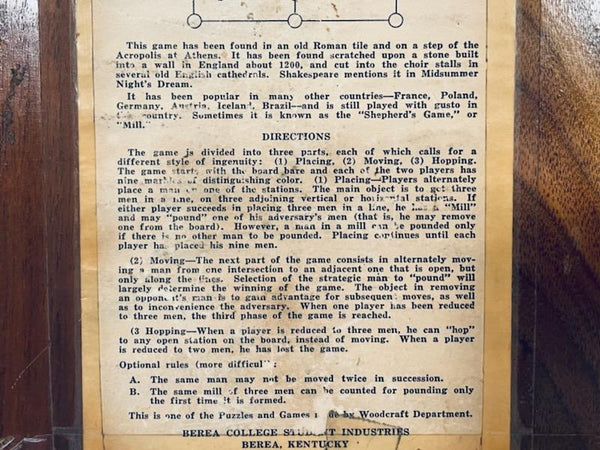 This game has been found in an old Roman tile and on a step of the
Acropolis at Athens. It has been found scratched upon a stone built
into a wall in England about 1200, and cut into the choir stalls in
several old English cathedrals. Shakespeare mentions it in Midsummer
Night's Dream.
It has been popular in many other countries—France, Poland,
Germany, Austria, Iceland, Brazil—and is still played with gusto in
country. Sometimes it is known as the "Shepherd's Game," or
"Mill."
DIRECTIONS
The game is divided into three parts, each of which calls for a
different style of ingenuity: (1) Placing, (2) Moving, (3) Hopping.
The game starts with the board bare and each of the two players has
nine marbles of distinguishing color. (1) Placing—Players alternately
place a man on one of the stations. The main object is to get three
men in a line, on three adjoining vertical or horizontal stations. If
either player succeeds in placing three men in a line, he has a "Mill"
and may "pound" one of his adversary's men (that is, he may remove
one from the board). However, a man in a mill can be pounded only
if there is no other man to be pounded. Placing continues until each
player has placed his nine men.
(2) Moving—The next part of the game consists in alternately mov-
ing a man from one intersection to an adjacent one that is open, but
only along the lines. Selection of the strategic man to "pound" will
largely determine the winning of the game. The object in removing
an opponent's man is to gain advantage for subsequent moves, as well
as to inconvenience the adversary. When one player has been reduced
to three men, the third phase of the game is reached.
(3 Hopping—When a player is reduced to three men, he can "hop"
to any open station on the board, instead of moving. When a player
is reduced to two men, he has lost the game.
Optional rules (more difficult):
A. The same man may not be moved twice in succession.
B. The same mill of three men can be counted for pounding only
the first time it is formed.
This is one of the Puzzles and Games made by Woodcraft Department.
BEREA COLLEGE STUDENT INDUSTRIES
BEREA, KENTUCKY